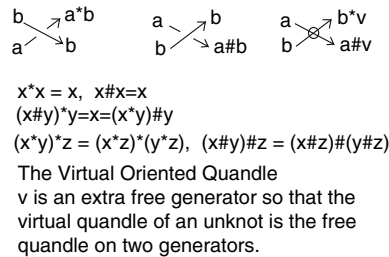 b a*b a b*v
a b b a#b b a#v
x*x = x, x#x=x
(x#y)*y=x=(x*y)#y
(x*y)*z = (x*z)*(y*z), (x#y)#z = (x#z)#(y#z)
The Virtual Oriented Quandle
v is an extra free generator so that the
virtual quandle of an unknot is the free
quandle on two generators.